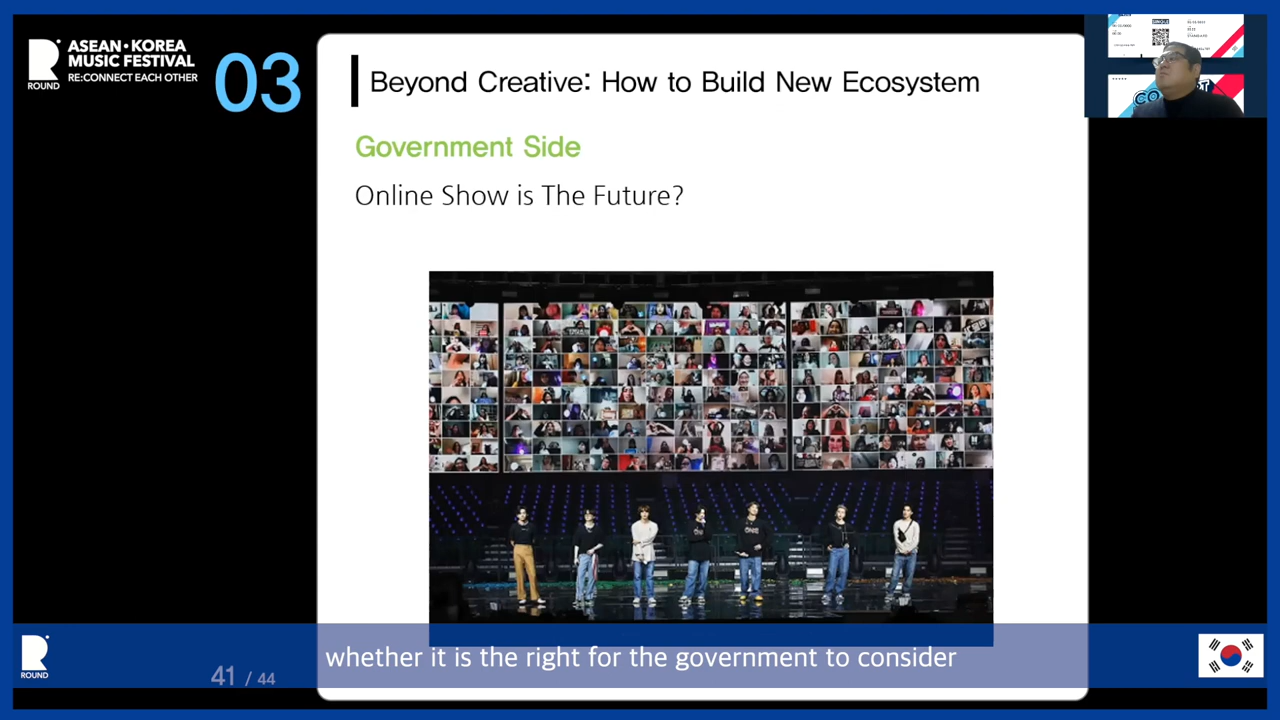 ROUND
ASEAN·KOREA
MUSIC FESTIVAL
RE:CONNECT EACH OTHER
03
Beyond Creative: How to Build New Ecosystem
Government Side
Online Show is The Future?
whether it is the right for the government to consider
ROUND
41 / 44